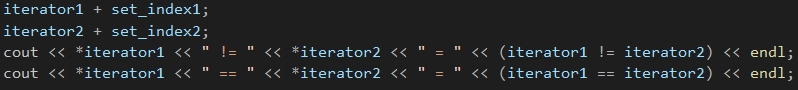 iterator1 + set_index1;
iterator2 + set_index2;
cout << *iterator1 << " != " << *iterator2 << " = " << (iterator1 != iterator2) << endl;
cout << *iterator1 << " == " << *iterator2 << " = " << (iterator1 == iterator2) << endl;